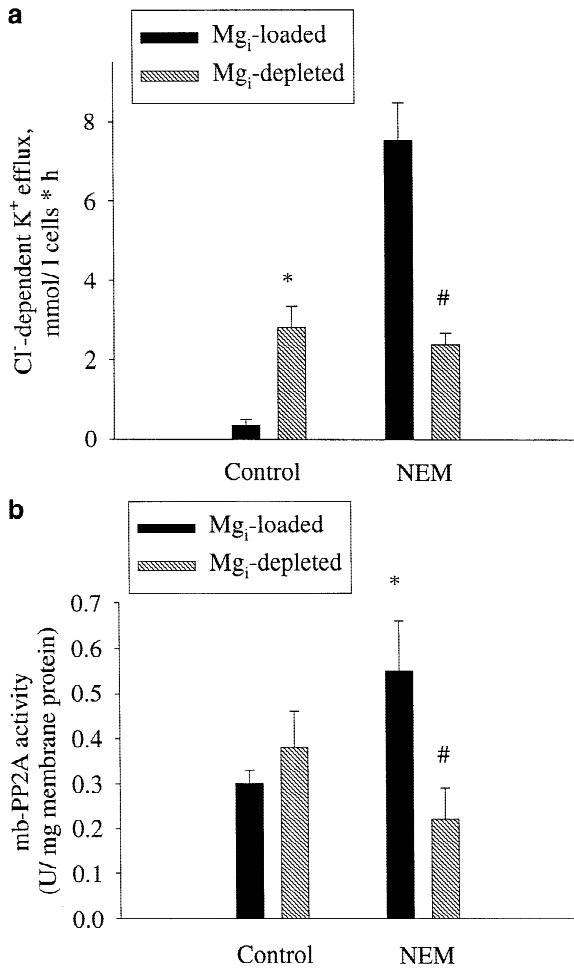 a
Mgi-loaded
Mgi-depleted
Cl⁻-dependent K⁺ efflux,
mmol/ l cells * h
8
6
4
2
0
*
#
Control NEM
b
Mgi-loaded
Mgi-depleted
mb-PP2A activity
(U/ mg membrane protein)
0.7
0.6
0.5
0.4
0.3
0.2
0.1
0.0
*
#
Control NEM